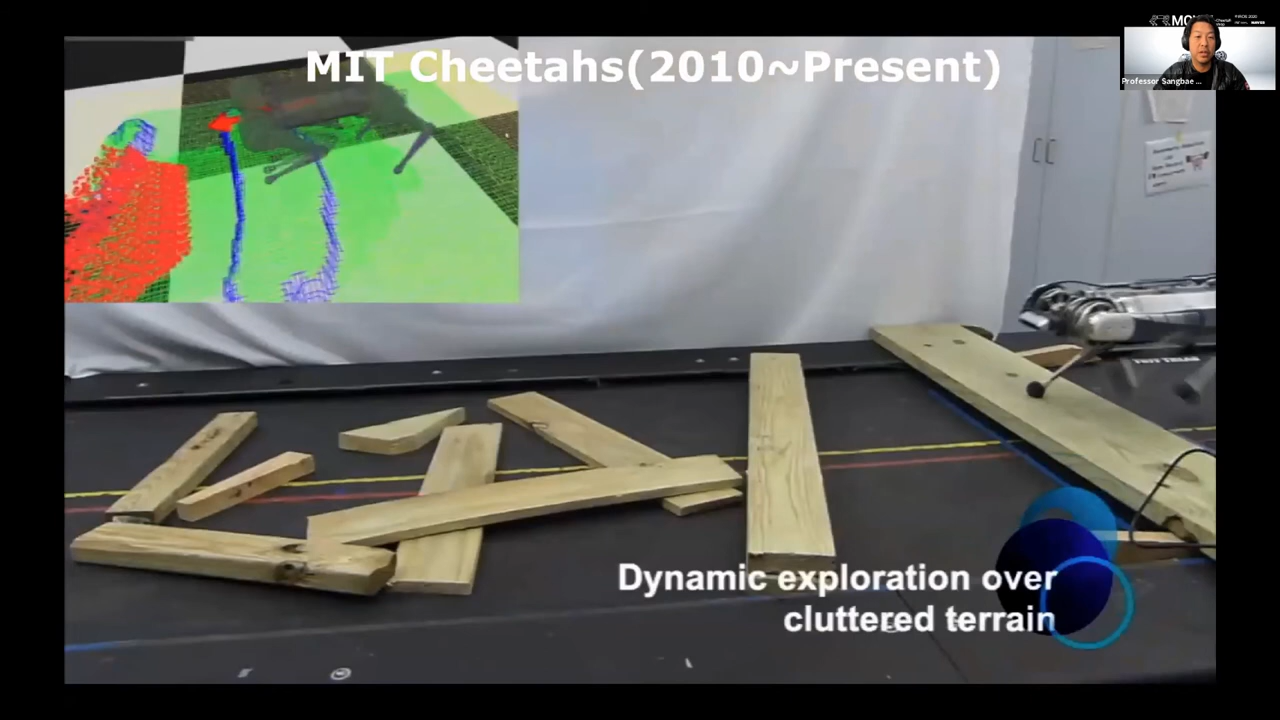 MIT Cheetahs(2010~Present)
Professor Sangbae ...
Dynamic exploration over
cluttered terrain